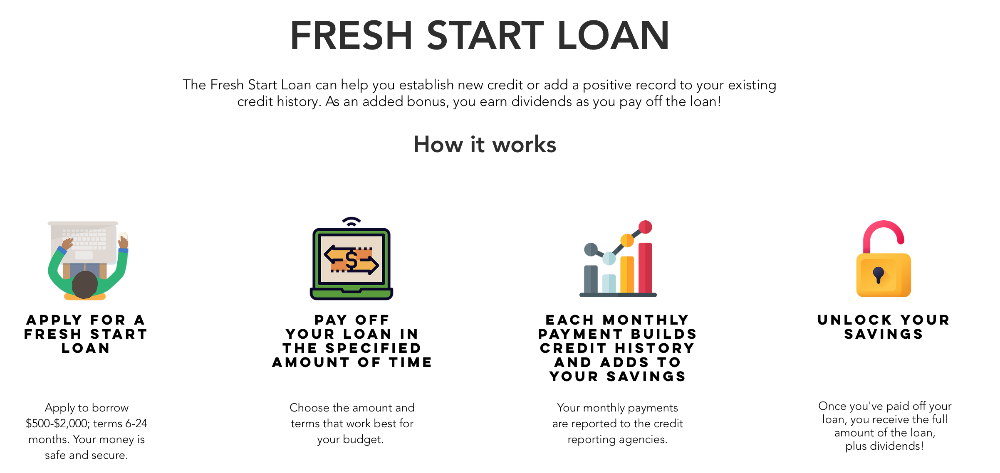 FRESH START LOAN
The Fresh Start Loan can help you establish new credit or add a positive record to your existing
credit history. As an added bonus, you earn dividends as you pay off the loan!
How it works
$
APPLY FOR A
FRESH START
LOAN
Apply to borrow
$500-$2,000; terms 6-24
months. Your money is
safe and secure.
PAY OFF
YOUR LOAN IN
THE SPECIFIED
AMOUNT OF TIME
Choose the amount and
terms that work best for
your budget.
EACH MONTHLY
PAYMENT BUILDS
CREDIT HISTORY
AND ADDS TO
YOUR SAVINGS
Your monthly payments
are reported to the credit
reporting agencies.
UNLOCK YOUR
SAVINGS
Once you've paid off your
loan, you receive the full
amount of the loan,
plus dividends!